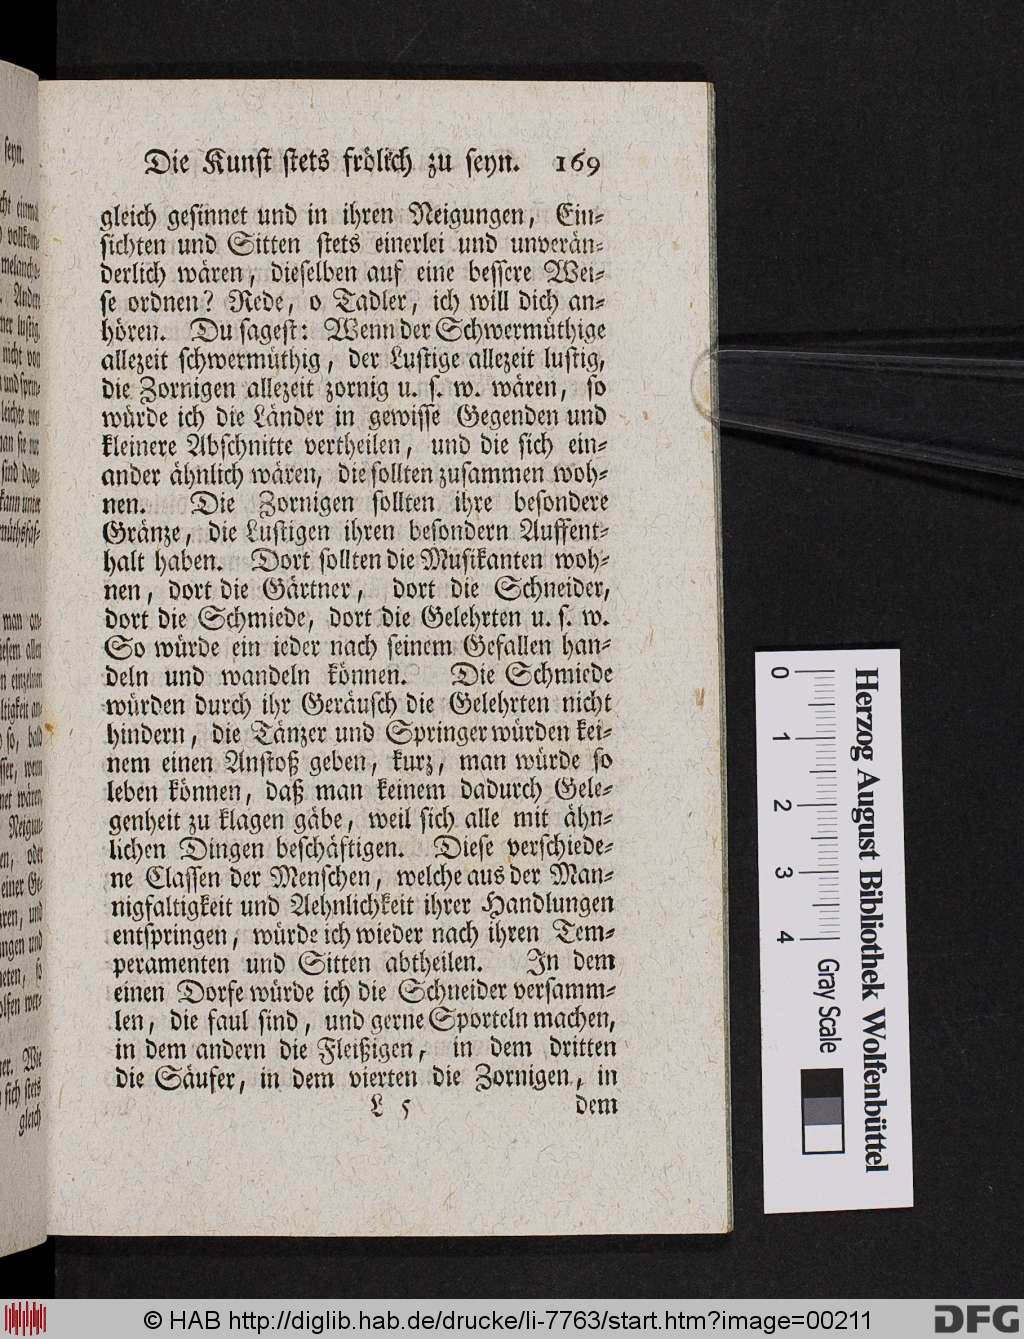 Die Kunst stets frölich zu seyn. 169
gleich gesinnet und in ihren Neigungen, Ein-
sichten und Sitten stets einerlei und unverän-
derlich wären, dieselben auf eine bessere Wei-
se ordnen? Rede, o Tadler, ich will dich an-
hören. Du sagest: Wenn der Schwermüthige
allezeit schwermüthig, der Lustige allezeit lustig,
die Zornigen allezeit zornig u. s. w. wären, so
würde ich die Länder in gewisse Gegenden und
kleinere Abschnitte vertheilen, und die sich ein-
ander ähnlich wären, die sollten zusammen woh-
nen. Die Zornigen sollten ihre besondere
Gränze, die Lustigen ihren besondern Auffent-
halt haben. Dort sollten die Musikanten woh-
nen, dort die Gärtner, dort die Schneider,
dort die Schmiede, dort die Gelehrten u. s. w.
So würde ein ieder nach seinem Gefallen han-
deln und wandeln können. Die Schmiede
würden durch ihr Geräusch die Gelehrten nicht
hindern, die Tänzer und Springer würden kei-
nem einen Anstoß geben, kurz, man würde so
leben können, daß man keinem dadurch Gele-
genheit zu klagen gäbe, weil sich alle mit ähn-
lichen Dingen beschäftigen. Diese verschiede-
ne Classen der Menschen, welche aus der Man-
nigfaltigkeit und Aehnlichkeit ihrer Handlungen
entspringen, würde ich wieder nach ihren Tem-
peramenten und Sitten abtheilen. In dem
einen Dorfe würde ich die Schneider versamm-
len, die faul sind, und gerne Sporteln machen,
in dem andern die Fleißigen, in dem dritten
die Säufer, in dem vierten die Zornigen, in
L 5 dem
seyn.
nicht von
man an-
einer Ge-
Wie
sich stets
gleich
0 1 2 3 4 Gray Scale
Herzog August Bibliothek Wolfenbüttel
© HAB http://diglib.hab.de/drucke/li-7763/start.htm?image=00211
DFG